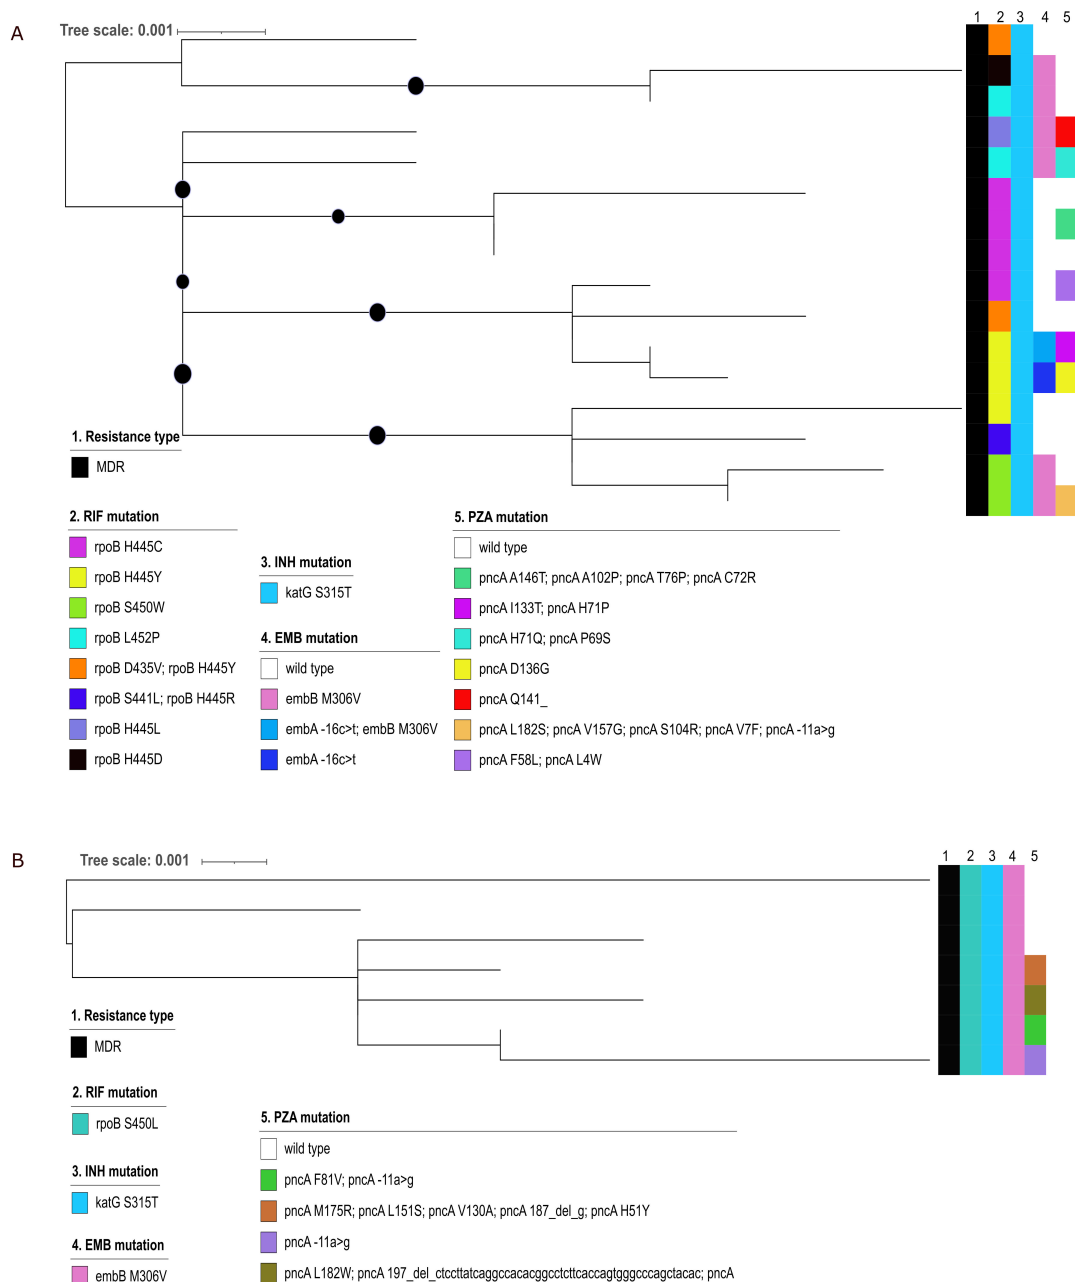 A
Tree scale: 0.001
1 2 3 4 5
1. Resistance type
MDR
2. RIF mutation
rpoB H445C
rpoB H445Y
rpoB S450W
rpoB L452P
rpoB D435V; rpoB H445Y
rpoB S441L; rpoB H445R
rpoB H445L
rpoB H445D
3. INH mutation
katG S315T
4. EMB mutation
wild type
embB M306V
embA -16c>t; embB M306V
embA -16c>t
5. PZA mutation
wild type
pncA A146T; pncA A102P; pncA T76P; pncA C72R
pncA I133T; pncA H71P
pncA H71Q; pncA P69S
pncA D136G
pncA Q141_
pncA L182S; pncA V157G; pncA S104R; pncA V7F; pncA -11a>g
pncA F58L; pncA L4W
B
Tree scale: 0.001
1 2 3 4 5
1. Resistance type
MDR
2. RIF mutation
rpoB S450L
3. INH mutation
katG S315T
4. EMB mutation
embB M306V
5. PZA mutation
wild type
pncA F81V; pncA -11a>g
pncA M175R; pncA L151S; pncA V130A; pncA 187_del_g; pncA H51Y
pncA -11a>g
pncA L182W; pncA 197_del_ctccttatcaggccacacggcctcttcaccagtgggcccagctacac; pncA